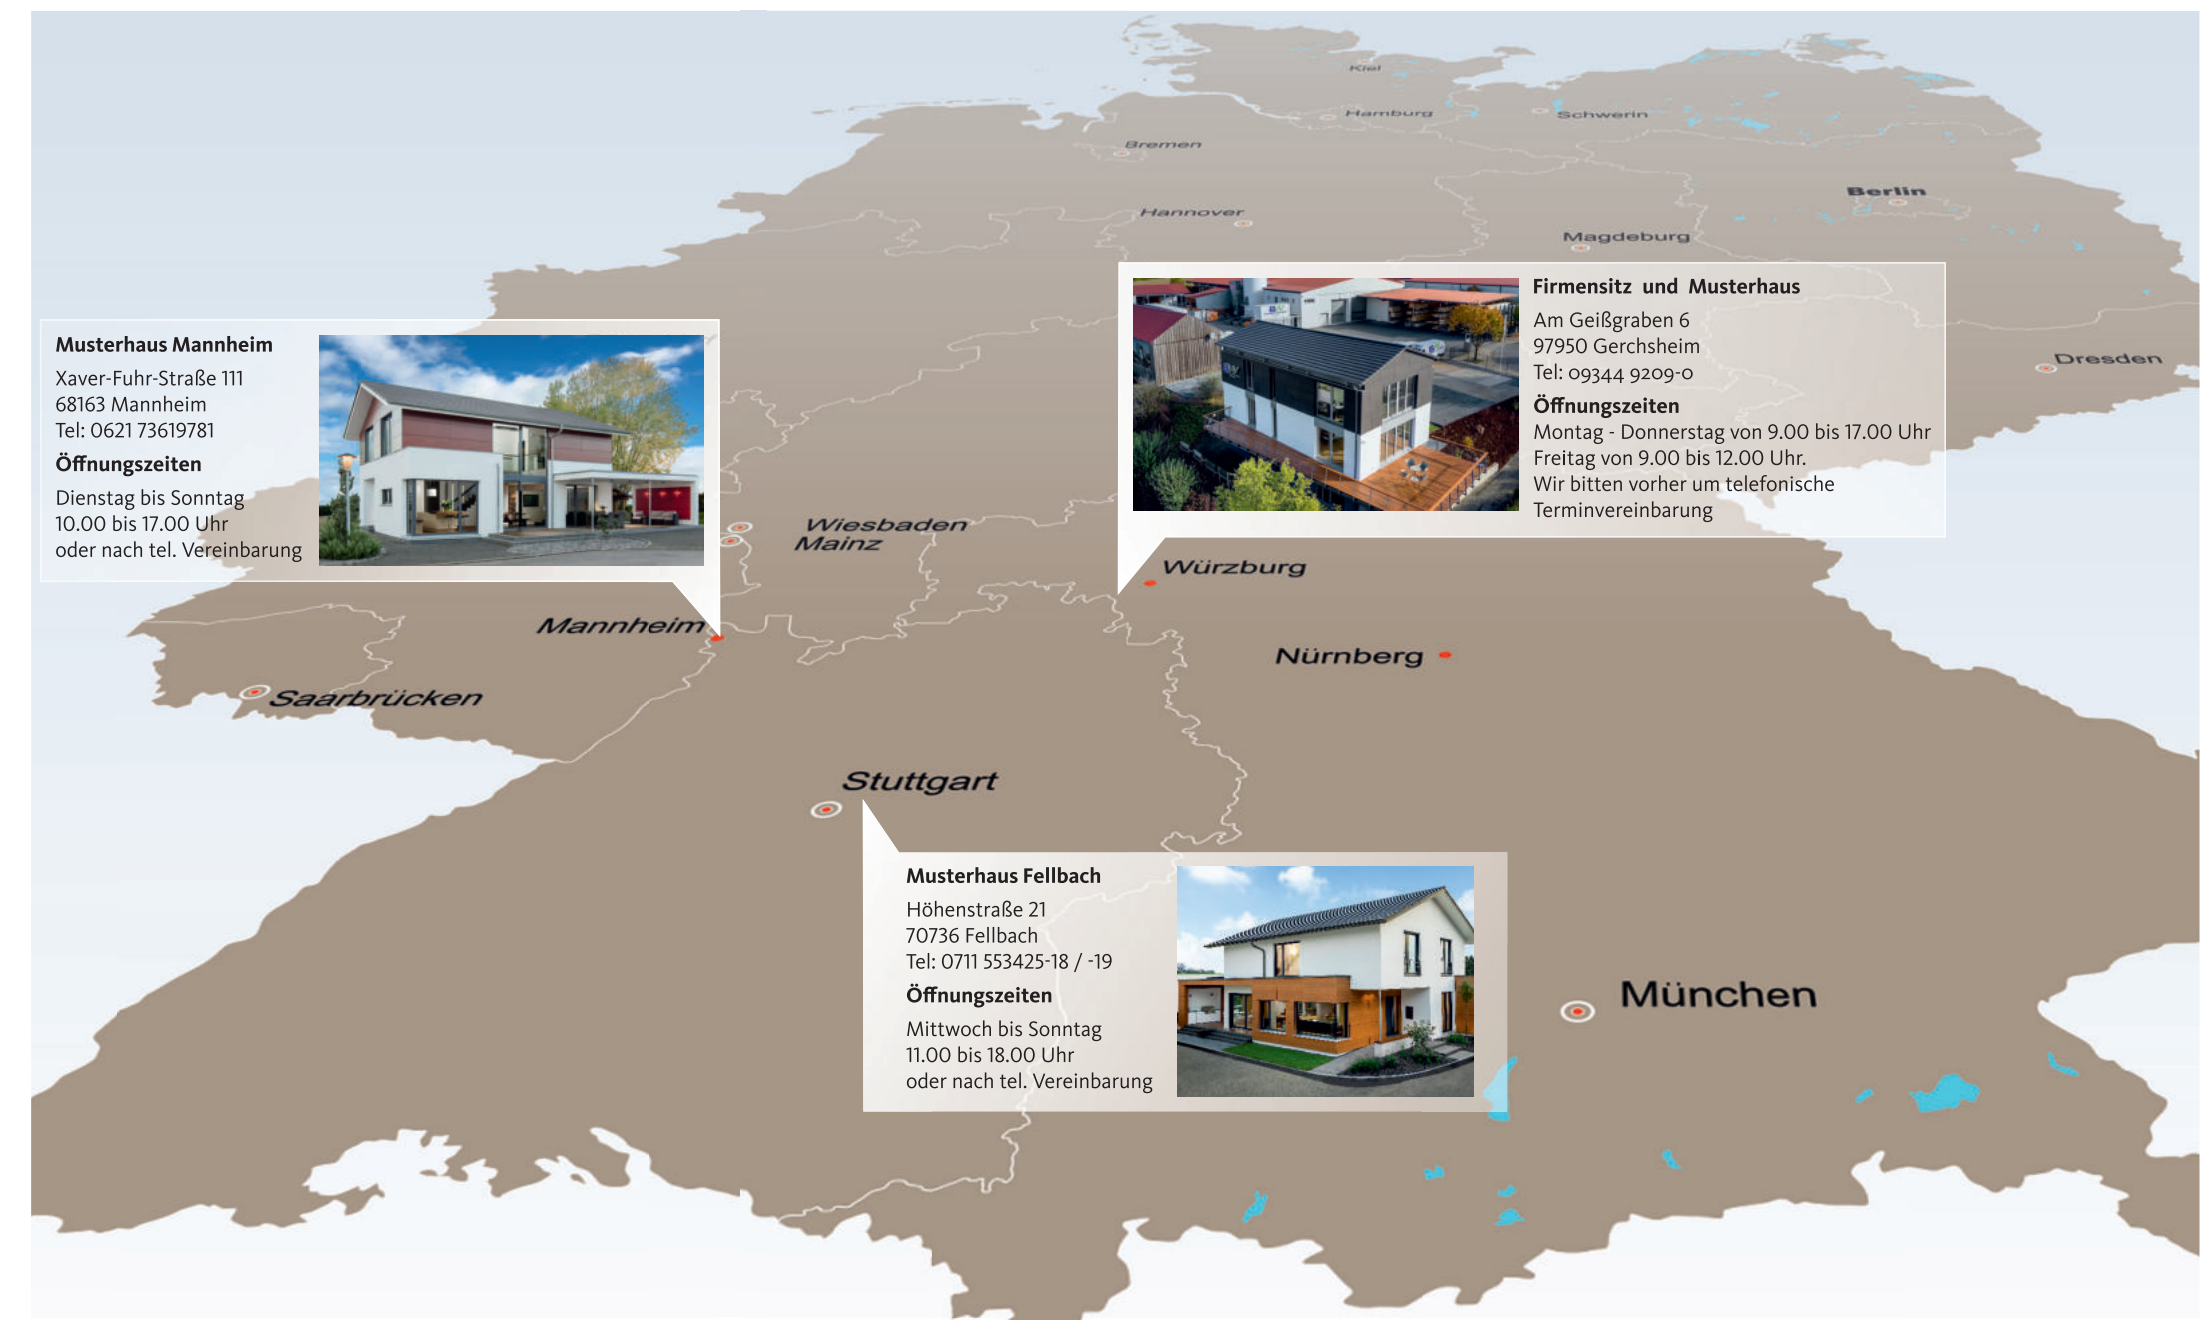 Kiel
Hamburg
Schwerin
Bremen
Berlin
Hannover
Magdeburg
Dresden
Musterhaus Mannheim
Xaver-Fuhr-Straße 111
68163 Mannheim
Tel: 0621 73619781
Öffnungszeiten
Dienstag bis Sonntag
10.00 bis 17.00 Uhr
oder nach tel. Vereinbarung
Firmensitz und Musterhaus
Am Geißgraben 6
97950 Gerchsheim
Tel: 09344 9209-0
Öffnungszeiten
Montag - Donnerstag von 9.00 bis 17.00 Uhr
Freitag von 9.00 bis 12.00 Uhr.
Wir bitten vorher um telefonische
Terminvereinbarung
Wiesbaden
Mainz
Würzburg
Mannheim
Nürnberg
Saarbrücken
Stuttgart
Musterhaus Fellbach
Höhenstraße 21
70736 Fellbach
Tel: 0711 553425-18 / -19
Öffnungszeiten
Mittwoch bis Sonntag
11.00 bis 18.00 Uhr
oder nach tel. Vereinbarung
München